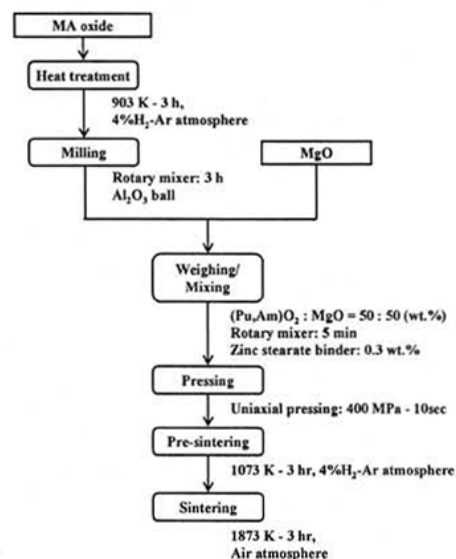 MA oxide
Heat treatment
903 K - 3 h,
4%H₂-Ar atmosphere
Milling
MgO
Rotary mixer: 3 h
Al₂O₃ ball
Weighing/
Mixing
(Pu,Am)O₂ : MgO = 50 : 50 (wt.%)
Rotary mixer: 5 min
Zinc stearate binder: 0.3 wt.%
Pressing
Uniaxial pressing: 400 MPa - 10sec
Pre-sintering
1073 K - 3 hr, 4%H₂-Ar atmosphere
Sintering
1873 K - 3 hr,
Air atmosphere